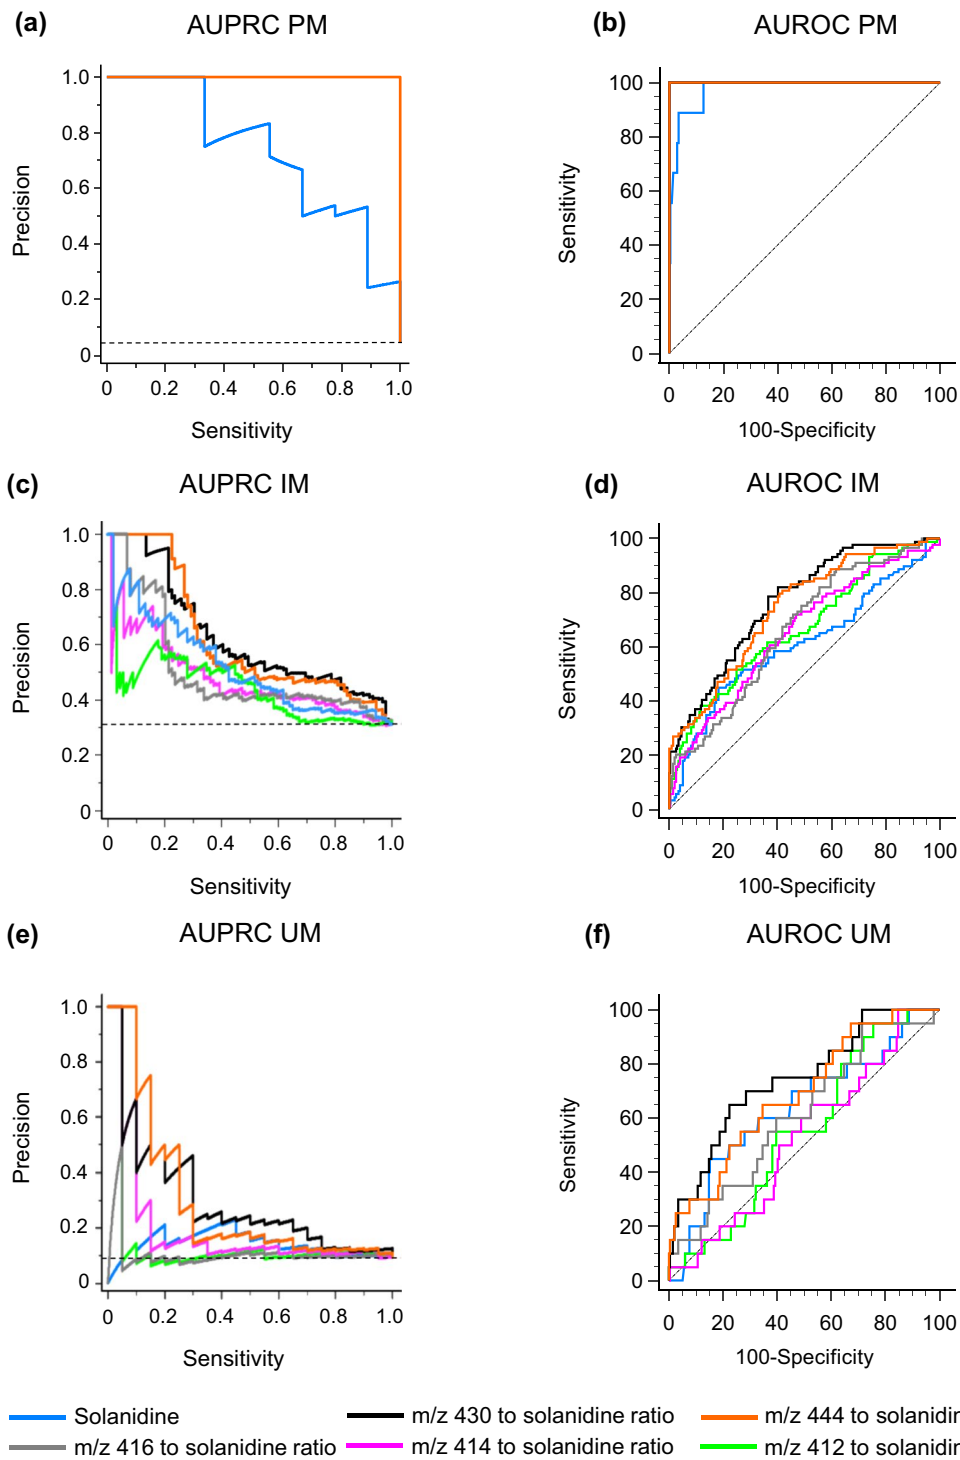 (a) AUPRC PM
1.0
0.8
0.6
0.4
0.2
0
Precision
0 0.2 0.4 0.6 0.8 1.0
Sensitivity
(b) AUROC PM
100
80
60
40
20
0
Sensitivity
0 20 40 60 80 100
100-Specificity
(c) AUPRC IM
1.0
0.8
0.6
0.4
0.2
0
Precision
0 0.2 0.4 0.6 0.8 1.0
Sensitivity
(d) AUROC IM
100
80
60
40
20
0
Sensitivity
0 20 40 60 80 100
100-Specificity
(e) AUPRC UM
1.0
0.8
0.6
0.4
0.2
0
Precision
0 0.2 0.4 0.6 0.8 1.0
Sensitivity
(f) AUROC UM
100
80
60
40
20
0
Sensitivity
0 20 40 60 80 100
100-Specificity
Solanidine m/z 430 to solanidine ratio m/z 444 to
m/z 416 to solanidine ratio m/z 414 to solanidine ratio m/z 412 to